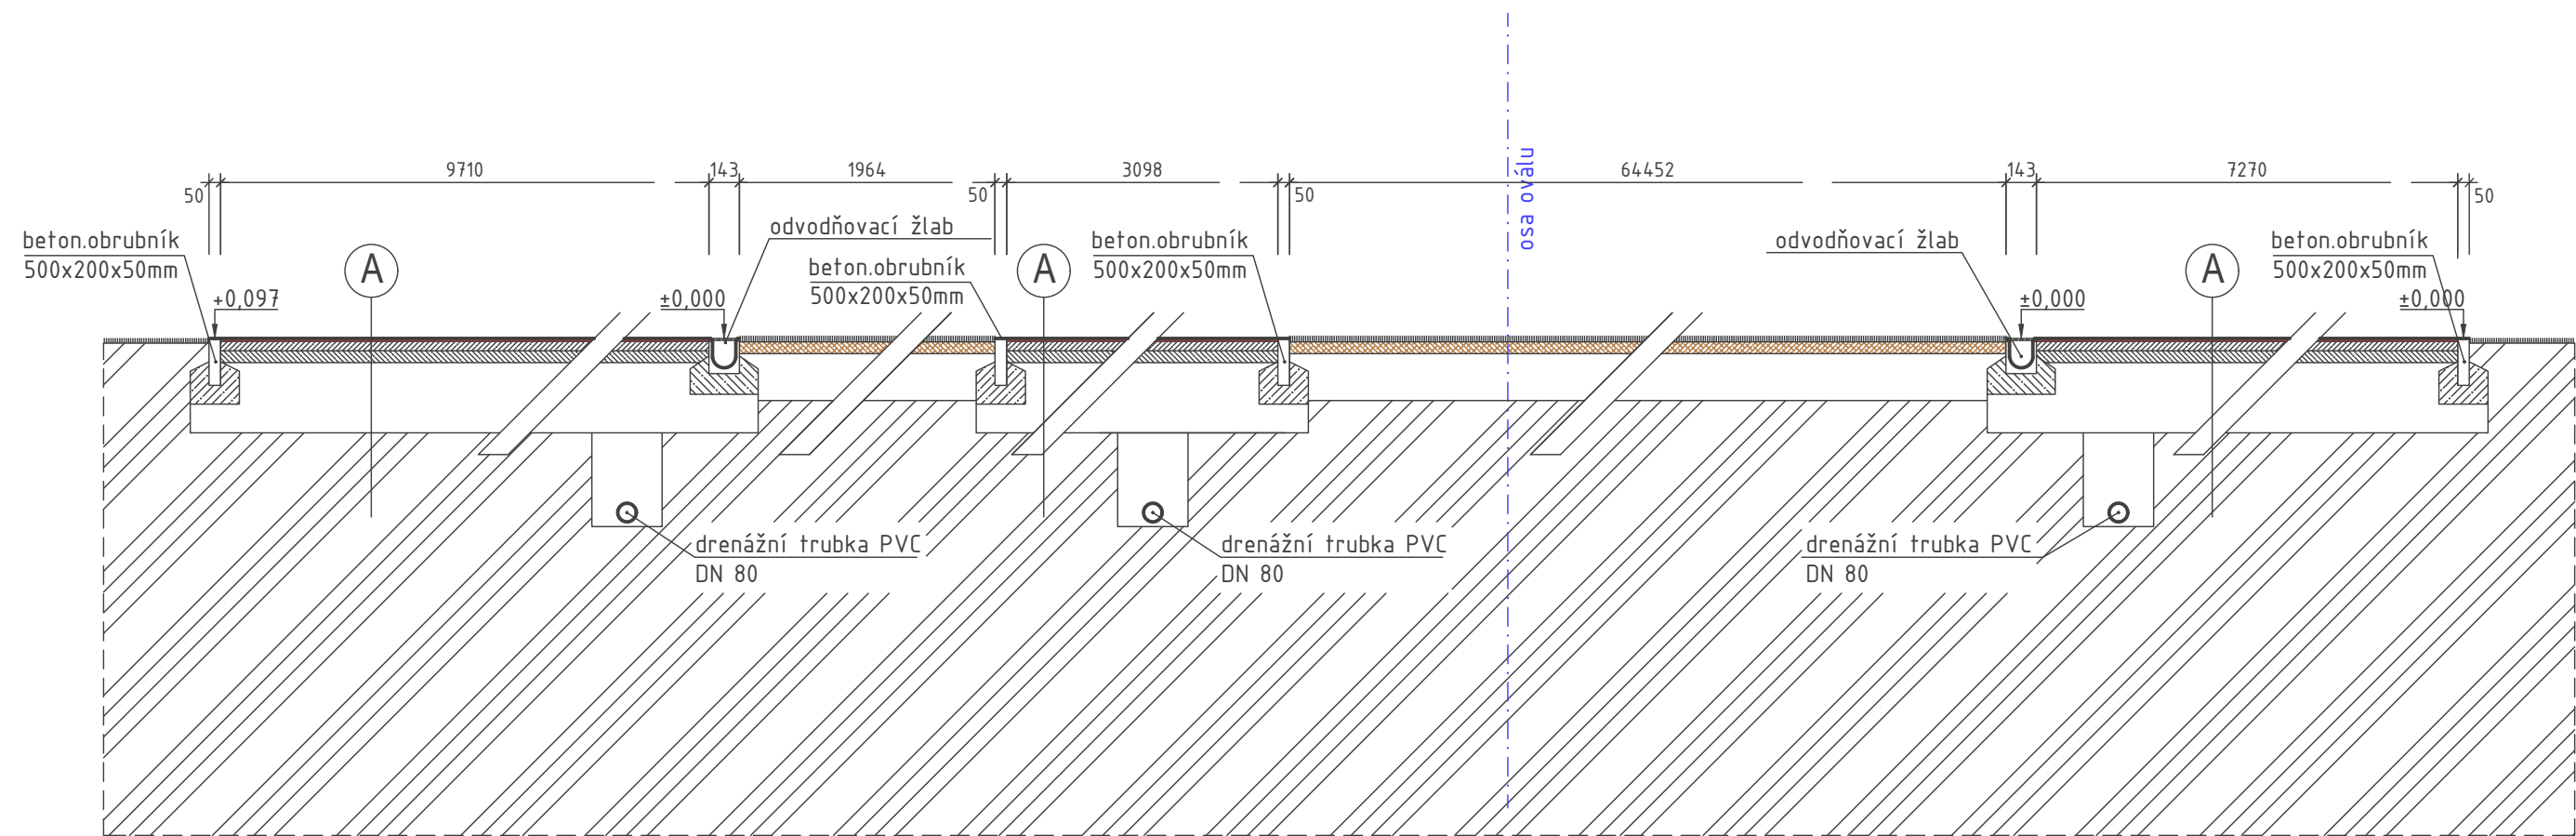 9710
143
1964
3098
64452
143
7270
50
50
50
50
osa oválu
beton.obrubník
500x200x50mm
A
+0,097
±0,000
odvodňovací žlab
beton.obrubník
500x200x50mm
A
beton.obrubník
500x200x50mm
odvodňovací žlab
±0,000
A
beton.obrubník
500x200x50mm
±0,000
drenážní trubka PVC
DN 80
drenážní trubka PVC
DN 80
drenážní trubka PVC
DN 80